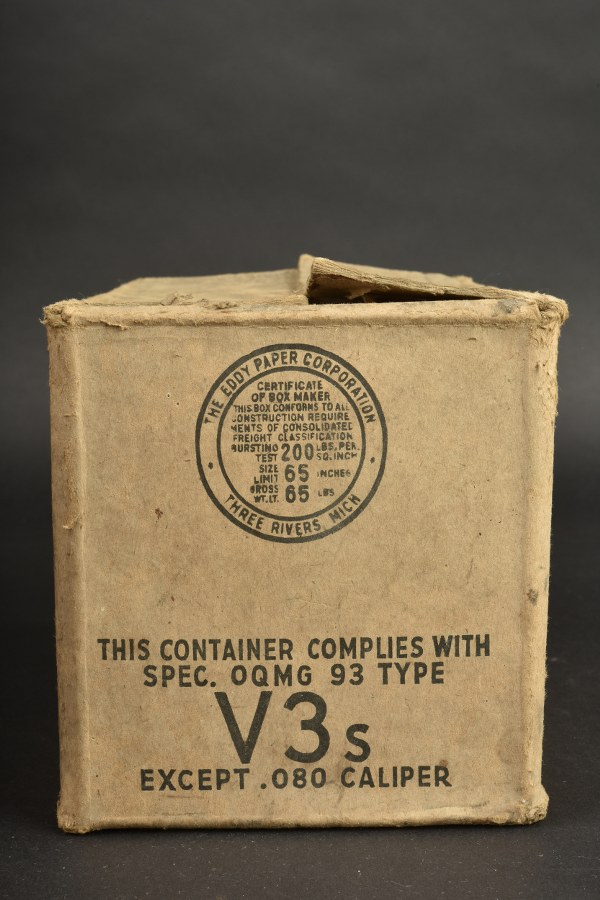 THE EDDY PAPER CORPORATION
CERTIFICATE
OF BOX MAKER
THIS BOX CONFORMS TO ALL
CONSTRUCTION REQUIRE
MENTS OF CONSOLIDATED
FREIGHT CLASSIFICATION
BURSTING TEST 200 LBS. PER. SQ. INCH
SIZE LIMIT 65 INCHES
GROSS WT. LT. 65 LBS
THREE RIVERS, MICH
THIS CONTAINER COMPLIES WITH
SPEC. OQMG 93 TYPE
V3s
EXCEPT .080 CALIPER